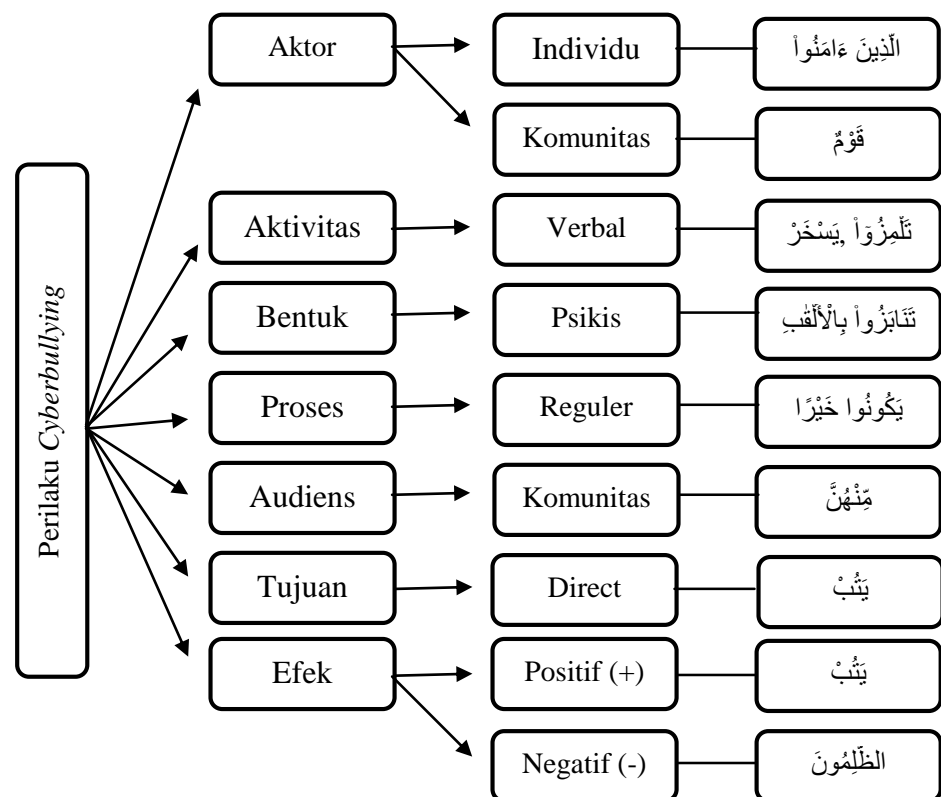 Aktor
Individu
الَّذِينَ ءَامَنُواْ
Komunitas
قَوْمٌ
Perilaku Cyberbullying
Aktivitas
Verbal
تَلْمِزُوٓاْ ,يَسْخَرْ
Bentuk
Psikis
تَنَابَزُواْ بِالْأَلْقَٰبِ
Proses
Reguler
يَكُونُوا خَيْرًا
Audiens
Komunitas
مِّنْهُنَّ
Tujuan
Direct
يَتُبْ
Efek
Positif (+)
يَتُبْ
Negatif (-)
الظَّلِمُونَ